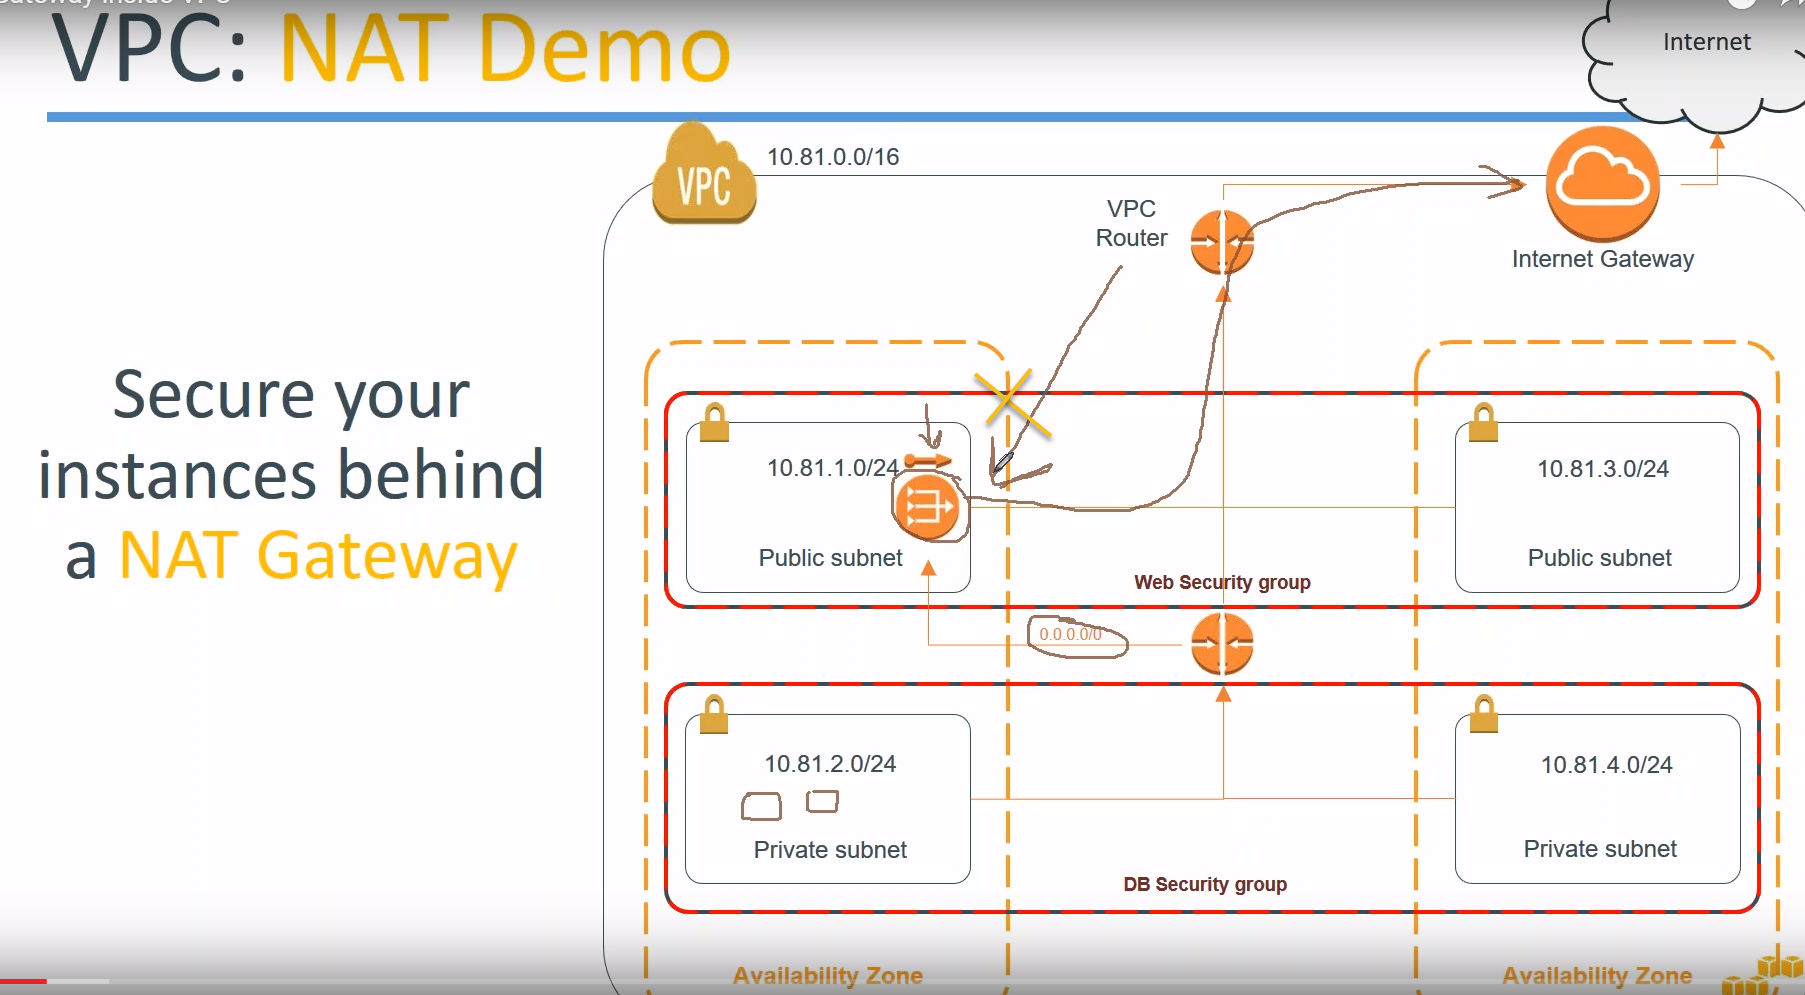 VPC: NAT Demo
Internet
VPC
10.81.0.0/16
VPC
Router
Internet Gateway
Secure your
instances behind
a NAT Gateway
10.81.1.0/24
Public subnet
10.81.3.0/24
Public subnet
Web Security group
0.0.0.0/0
10.81.2.0/24
Private subnet
10.81.4.0/24
Private subnet
DB Security group
Availability Zone
Availability Zone